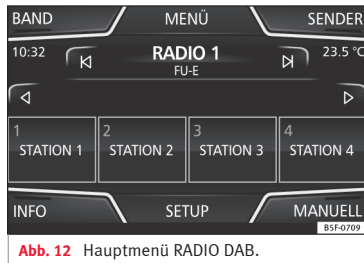 BAND MENÜ SENDER
10:32 RADIO 1 23.5 °C
FU-E
1 2 3 4
STATION 1 STATION 2 STATION 3 STATION 4
INFO SETUP MANUELL
B5F-0709
Abb. 12 Hauptmenü RADIO DAB.